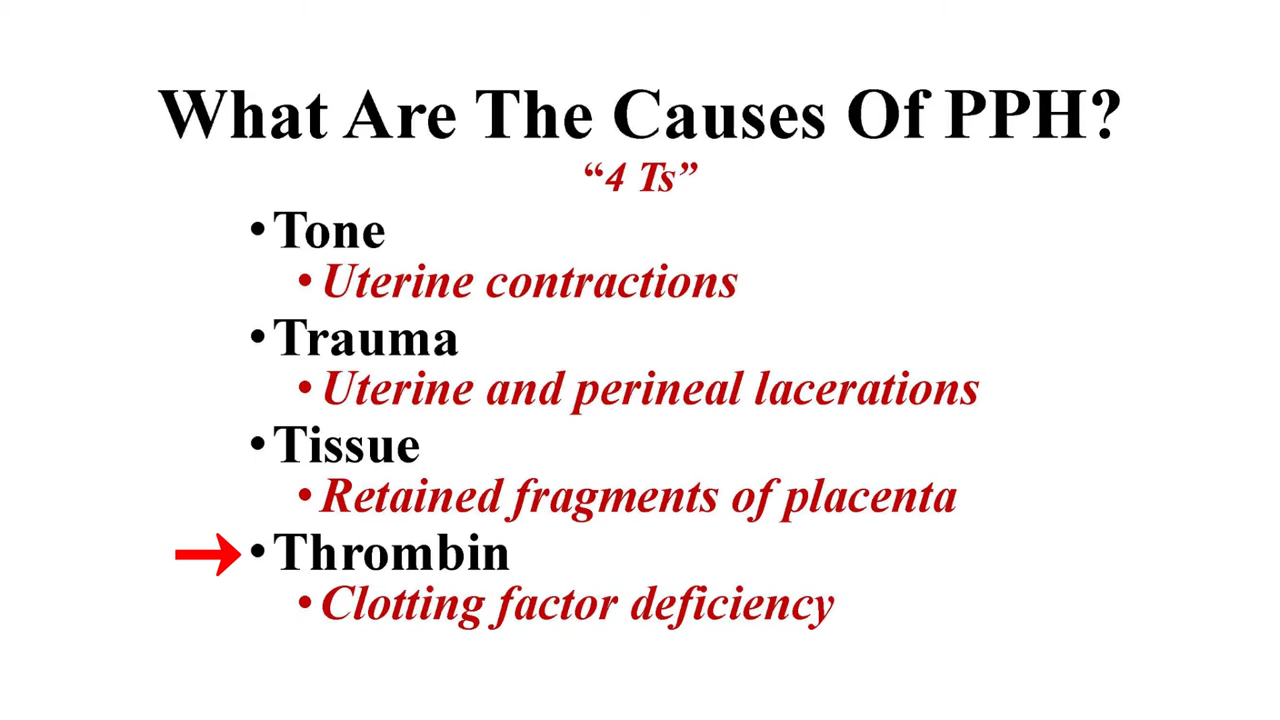 What Are The Causes Of PPH?
“4 Ts”
•Tone
•Uterine contractions
•Trauma
•Uterine and perineal lacerations
•Tissue
•Retained fragments of placenta
•Thrombin
•Clotting factor deficiency